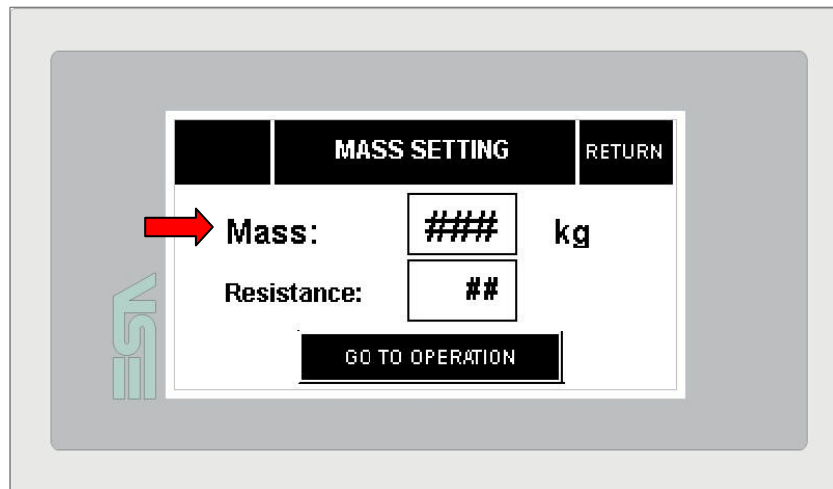 MASS SETTING RETURN
Mass: ### kg
Resistance: ##
GO TO OPERATION